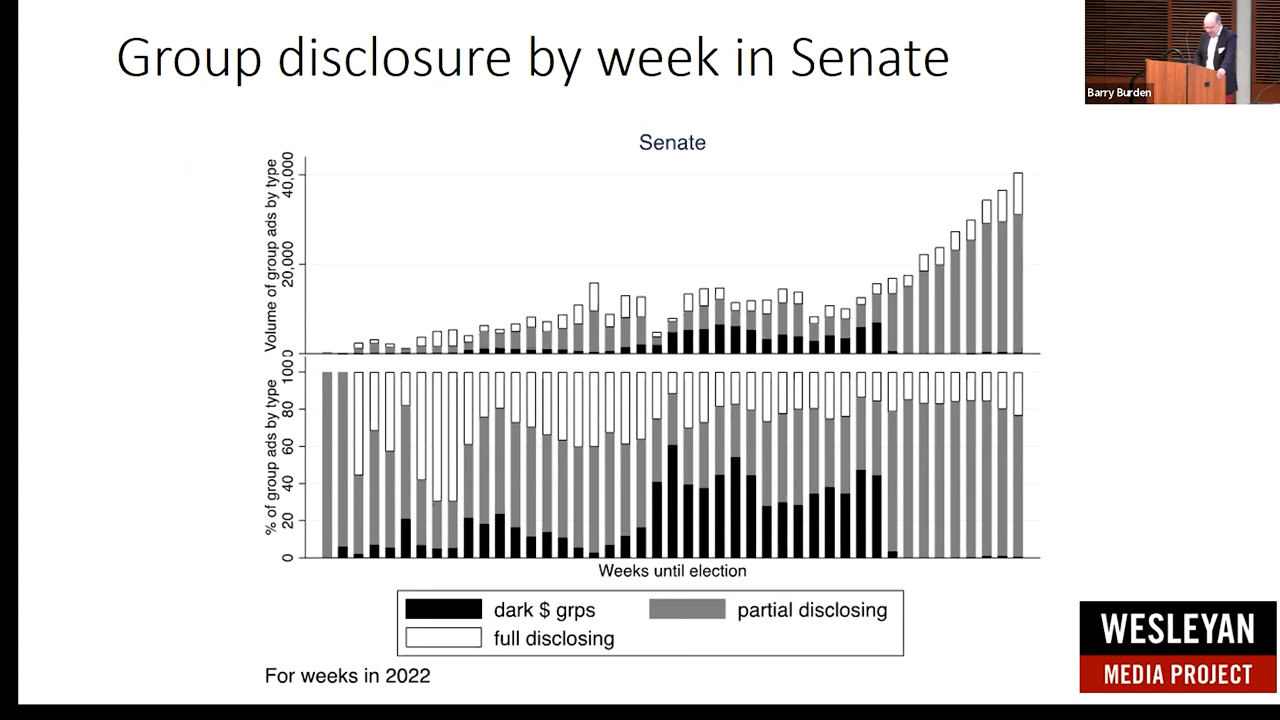 Group disclosure by week in Senate
Barry Burden
Senate
Volume of group ads by type
40,000
20,000
0
% of group ads by type
100
80
60
40
20
0
Weeks until election
dark $ grps
partial disclosing
full disclosing
For weeks in 2022
WESLEYAN
MEDIA PROJECT